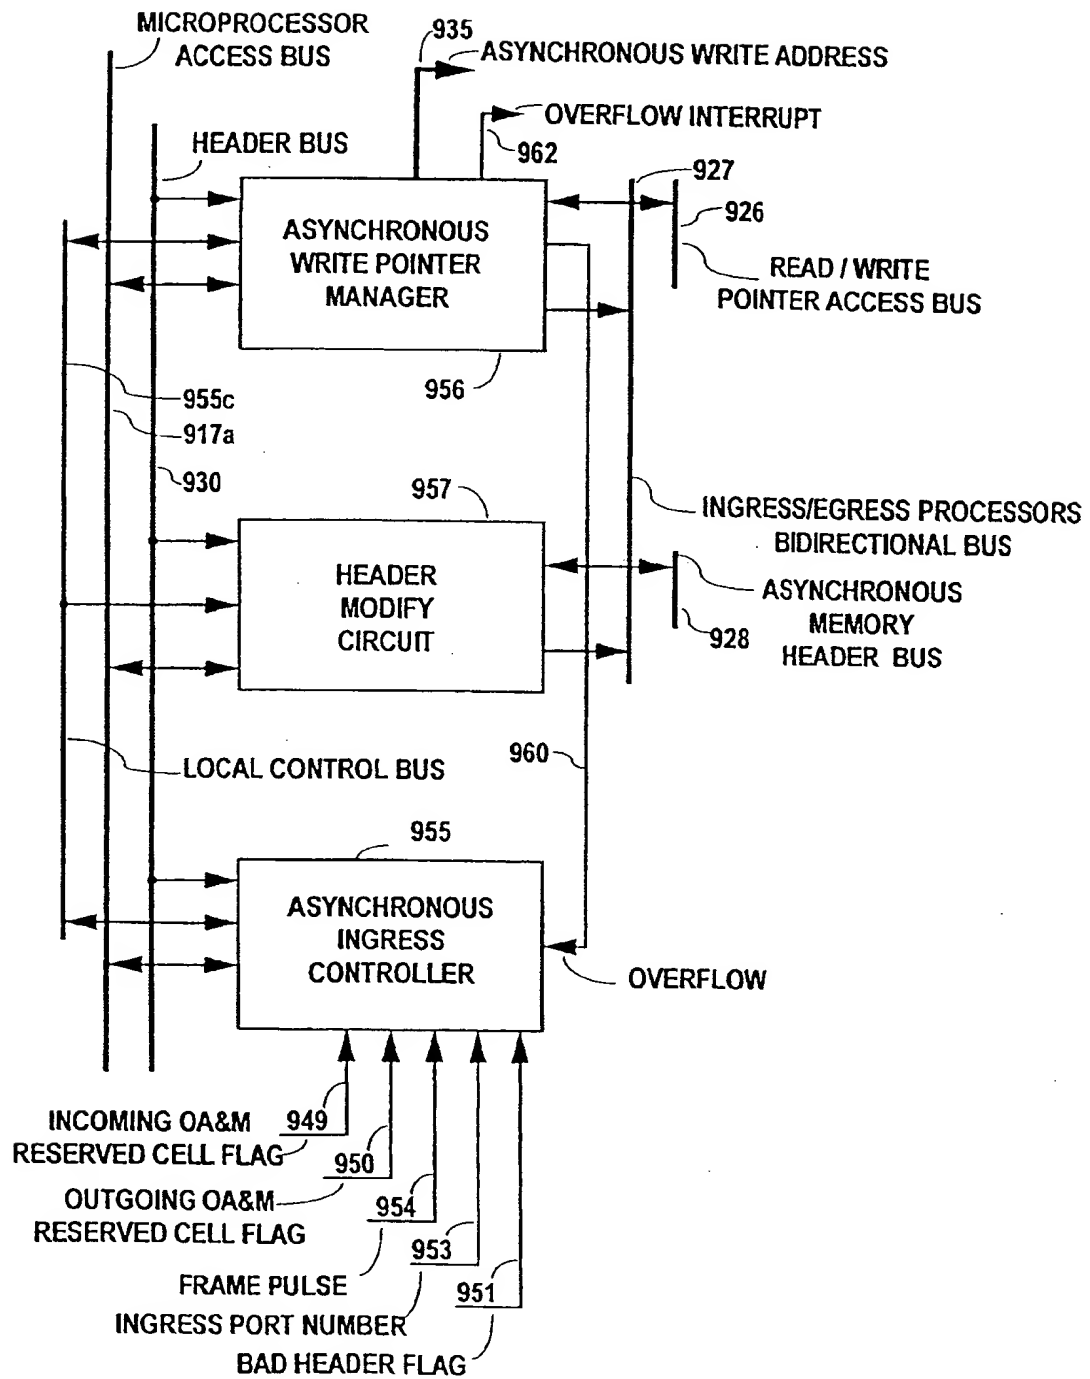 MICROPROCESSOR
ACCESS BUS
935
ASYNCHRONOUS WRITE ADDRESS
OVERFLOW INTERRUPT
962
HEADER BUS
927
926
ASYNCHRONOUS
WRITE POINTER
MANAGER
READ / WRITE
POINTER ACCESS BUS
956
955c
917a
930
957
INGRESS/EGRESS PROCESSORS
BIDIRECTIONAL BUS
HEADER
MODIFY
CIRCUIT
ASYNCHRONOUS
MEMORY
HEADER BUS
928
960
LOCAL CONTROL BUS
955
ASYNCHRONOUS
INGRESS
CONTROLLER
OVERFLOW
949
INCOMING OA&M
RESERVED CELL FLAG
950
OUTGOING OA&M
RESERVED CELL FLAG
954
FRAME PULSE
953
INGRESS PORT NUMBER
951
BAD HEADER FLAG